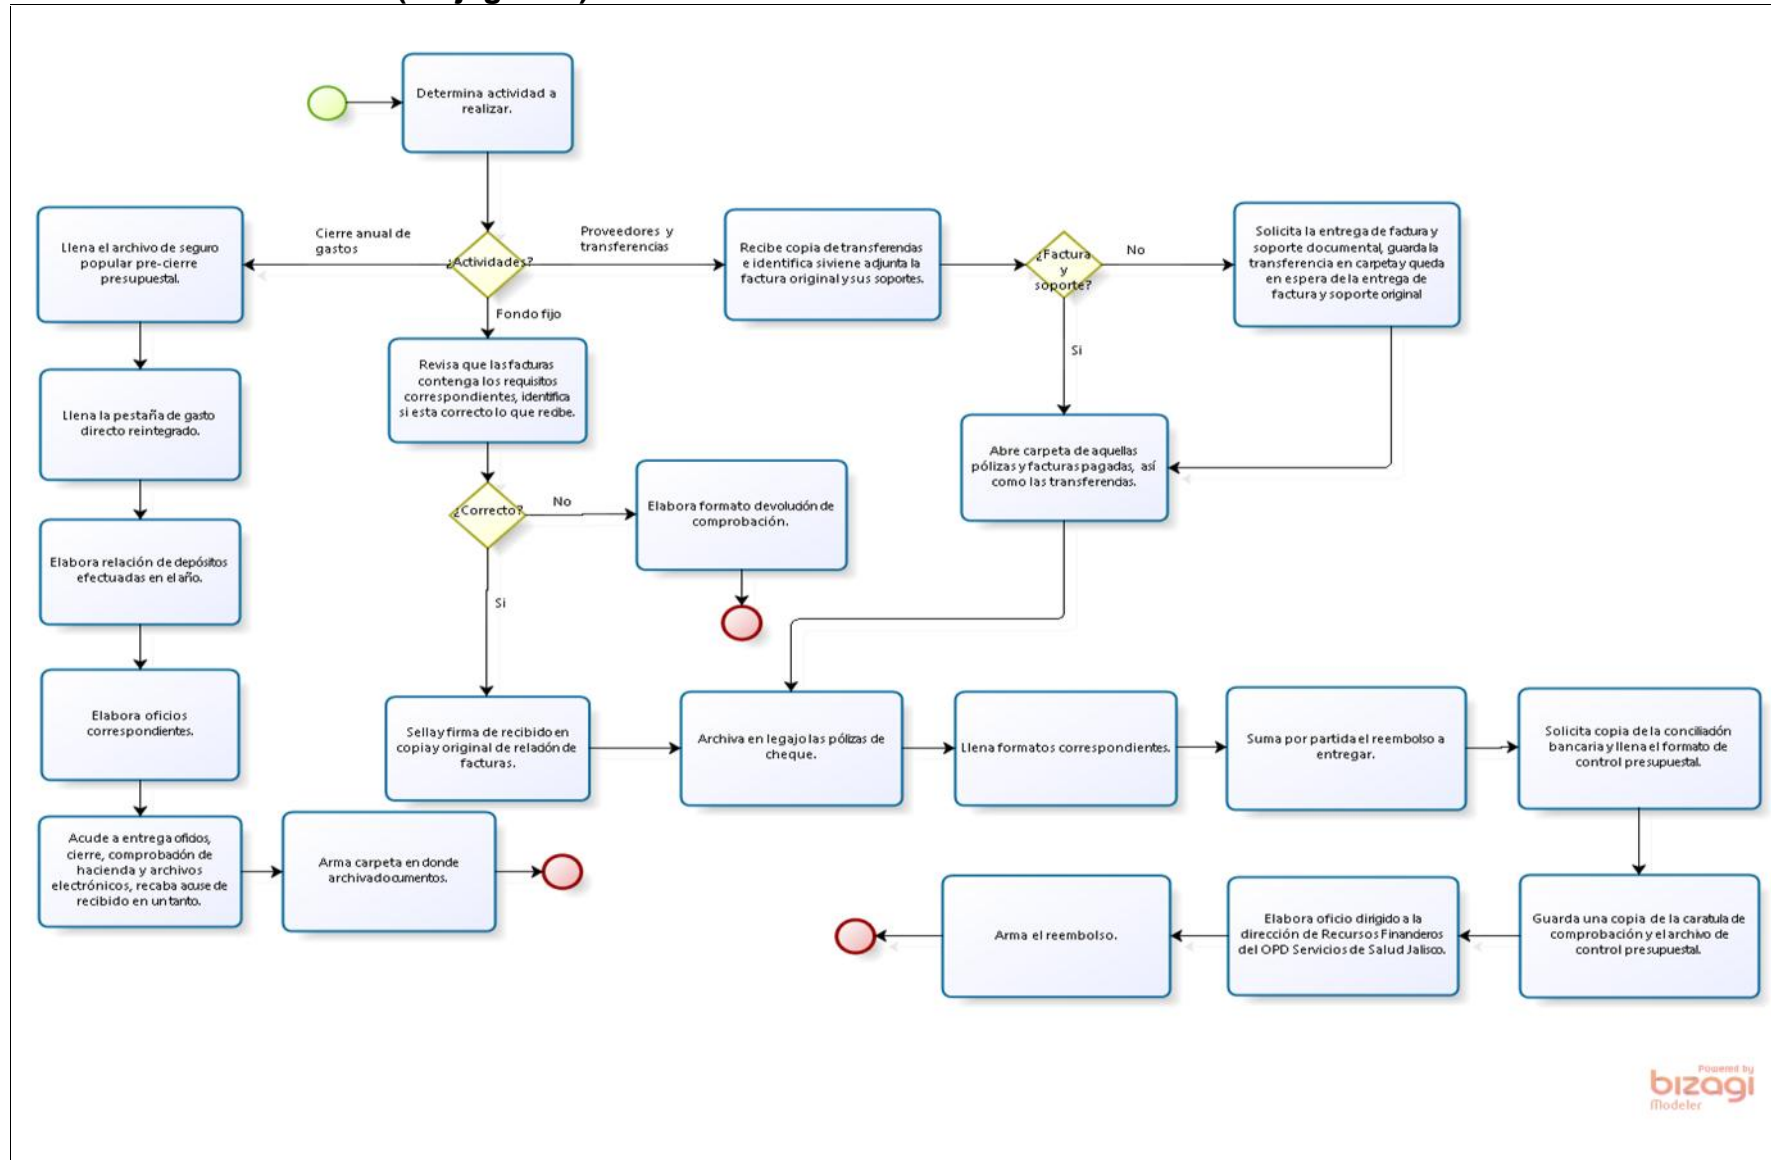 Determina actividad a
realizar.
Cierre anual de
gastos
¿Actividades?
Proveedores y
transferencias
Fondo fijo
Llena el archivo de seguro
popular pre-cierre
presupuestal.
Llena la pestaña de gasto
directo reintegrado.
Elabora relación de depósitos
efectuadas en el año.
Elabora oficios
correspondientes.
Acude a entrega oficios,
cierre, comprobación de
hacienda y archivos
electrónicos, recaba acuse de
recibido en un tanto.
Arma carpeta en donde
archiva documentos.
Revisa que las facturas
contenga los requisitos
correspondientes, identifica
si esta correcto lo que recibe.
¿Correcto?
No
Elabora formato devolución de
comprobación.
Si
Sella y firma de recibido en
copia y original de relación de
facturas.
Recibe copia de transferencias
e identifica si viene adjunta la
factura original y sus soportes.
¿Factura
y
soporte?
No
Solicita la entrega de factura y
soporte documental, guarda la
transferencia en carpeta y queda
en espera de la entrega de
factura y soporte original
Si
Abre carpeta de aquellas
pólizas y facturas pagadas, así
como las transferencias.
Archiva en legajo las pólizas de
cheque.
Llena formatos correspondientes.
Suma por partida el reembolso a
entregar.
Solicita copia de la conciliación
bancaria y llena el formato de
control presupuestal.
Guarda una copia de la caratula de
comprobación y el archivo de
control presupuestal.
Elabora oficio dirigido a la
dirección de Recursos Financieros
del OPD Servicios de Salud Jalisco.
Arma el reembolso.
Powered by
bizagi
Modeler